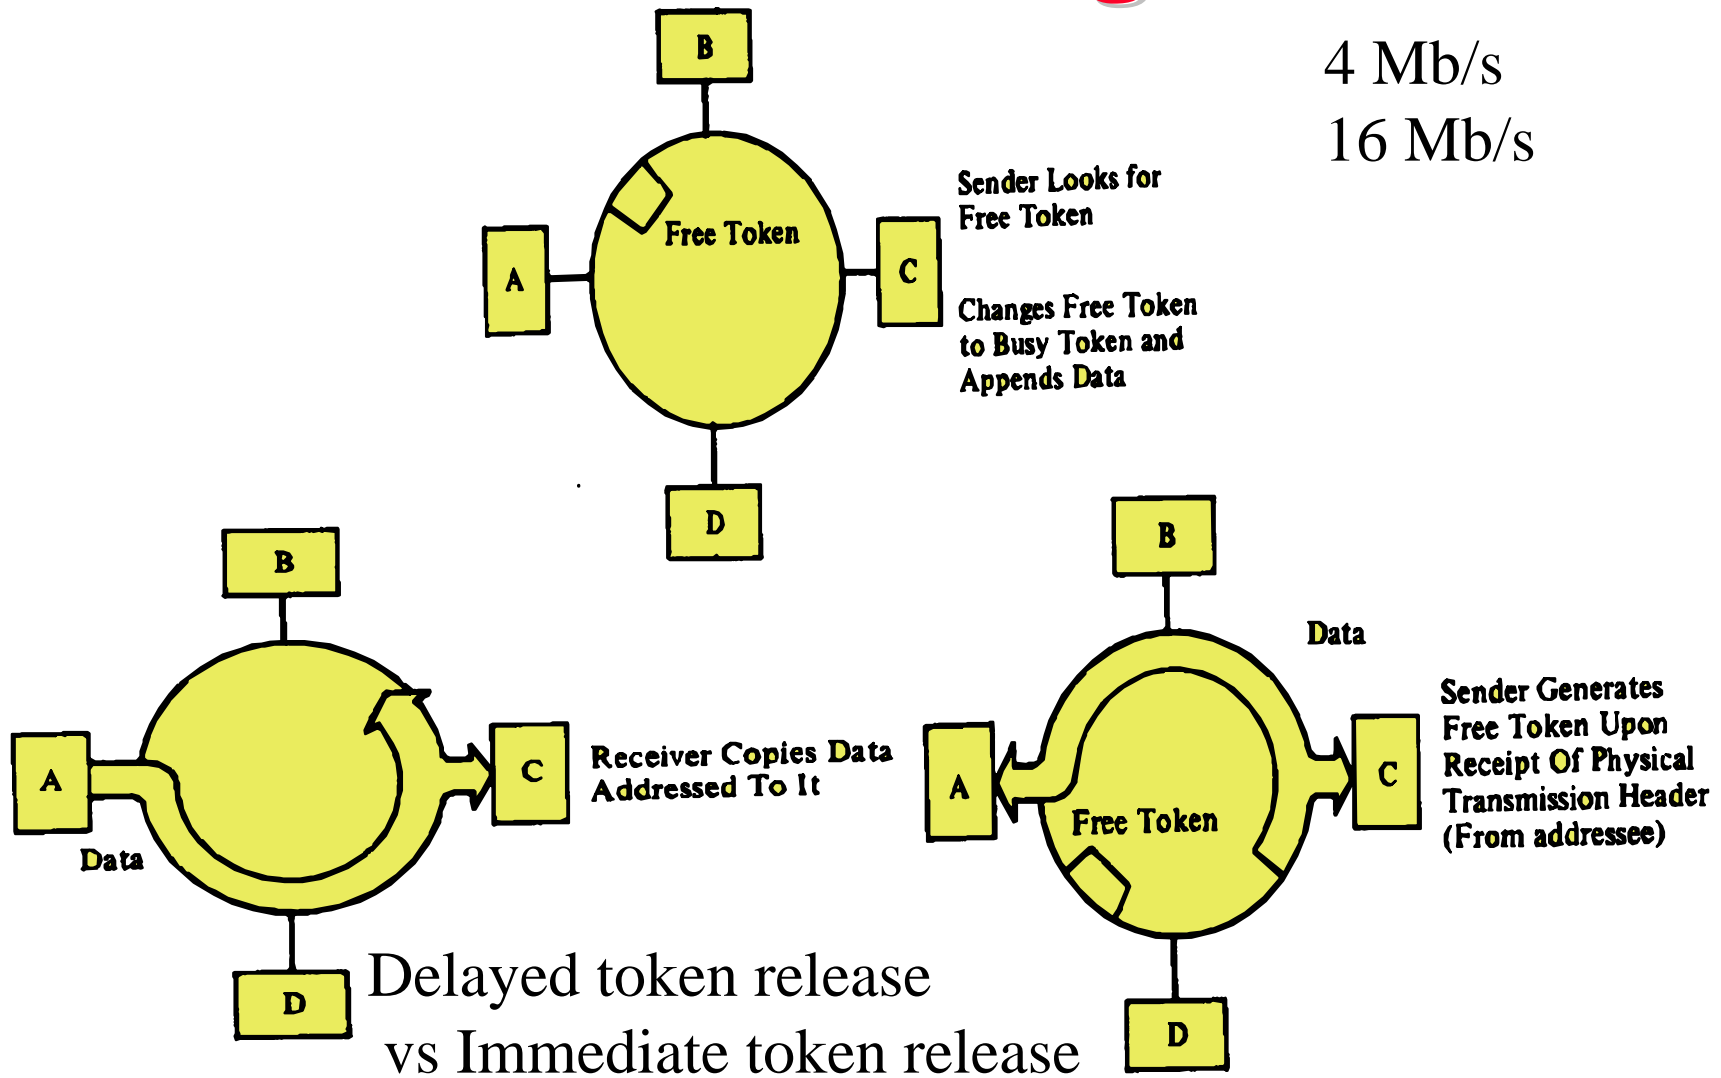 4 Mb/s
16 Mb/s
B
A
Free Token
C
D
Sender Looks for
Free Token
Changes Free Token
to Busy Token and
Appends Data
B
A
C
D
Data
Receiver Copies Data
Addressed To It
B
Data
A
C
Free Token
D
Sender Generates
Free Token Upon
Receipt Of Physical
Transmission Header
(From addressee)
Delayed token release
vs Immediate token release